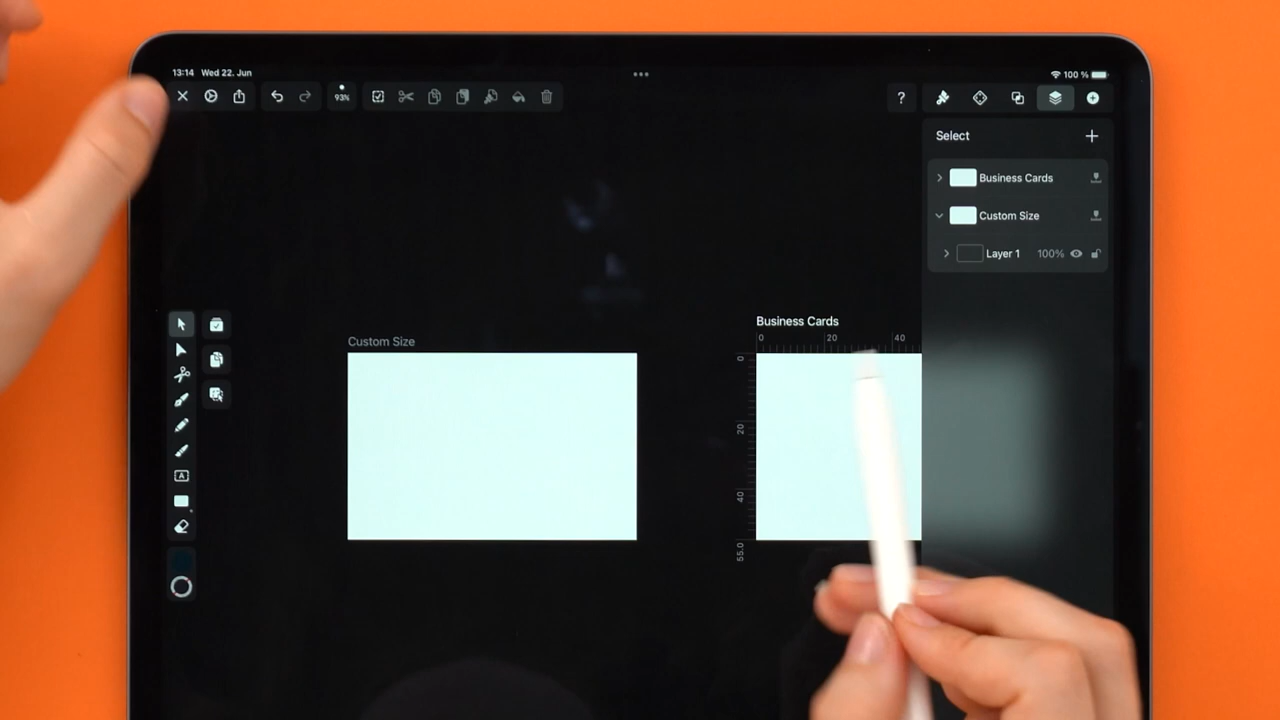 13:14 Wed 22. Jun
100 %
93%
?
Select
Business Cards
Custom Size
Layer 1 100%
Business Cards
0 20 40
Custom Size
0
20
40
55.0
A